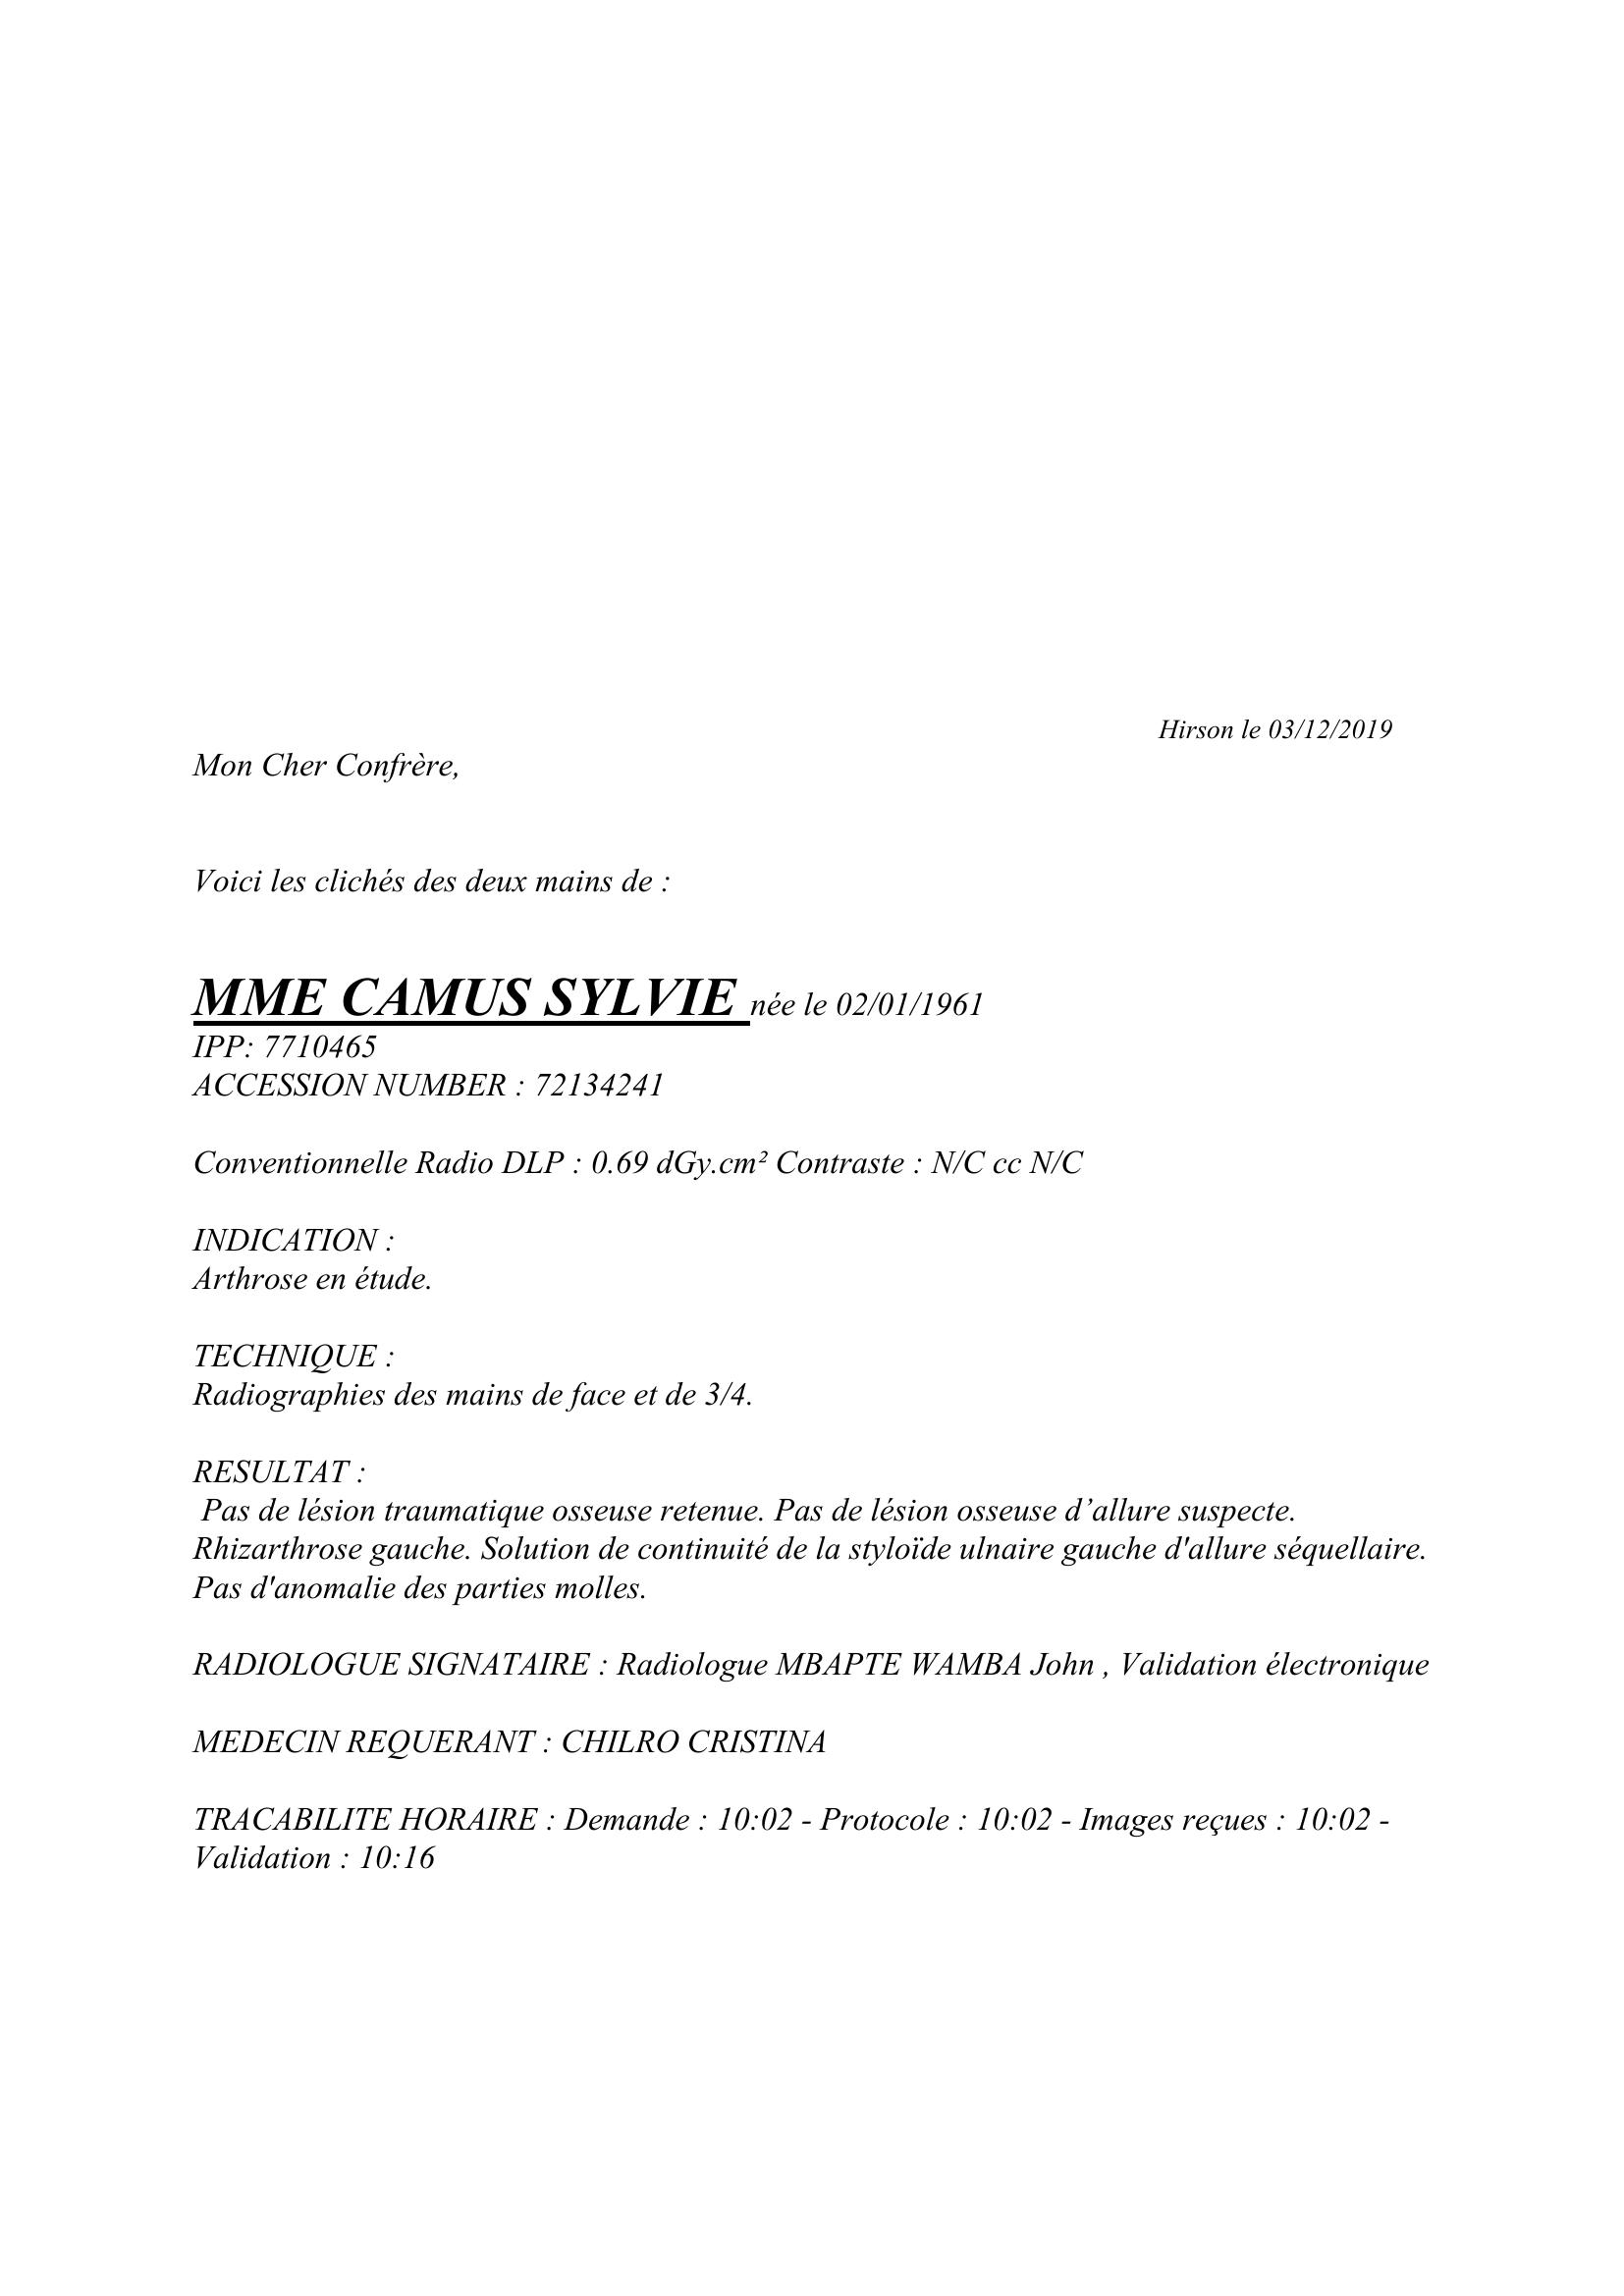 Hirson le 03/12/2019
Mon Cher Confrère,
Voici les clichés des deux mains de :
MME CAMUS SYLVIE née le 02/01/1961
IPP: 7710465
ACCESSION NUMBER : 72134241
Conventionnelle Radio DLP : 0.69 dGy.cm² Contraste : N/C cc N/C
INDICATION :
Arthrose en étude.
TECHNIQUE :
Radiographies des mains de face et de 3/4.
RESULTAT :
Pas de lésion traumatique osseuse retenue. Pas de lésion osseuse d’allure suspecte.
Rhizarthrose gauche. Solution de continuité de la styloïde ulnaire gauche d'allure séquellaire.
Pas d'anomalie des parties molles.
RADIOLOGUE SIGNATAIRE : Radiologue MBAPTE WAMBA John , Validation électronique
MEDECIN REQUERANT : CHILRO CRISTINA
TRACABILITE HORAIRE : Demande : 10:02 - Protocole : 10:02 - Images reçues : 10:02 -
Validation : 10:16